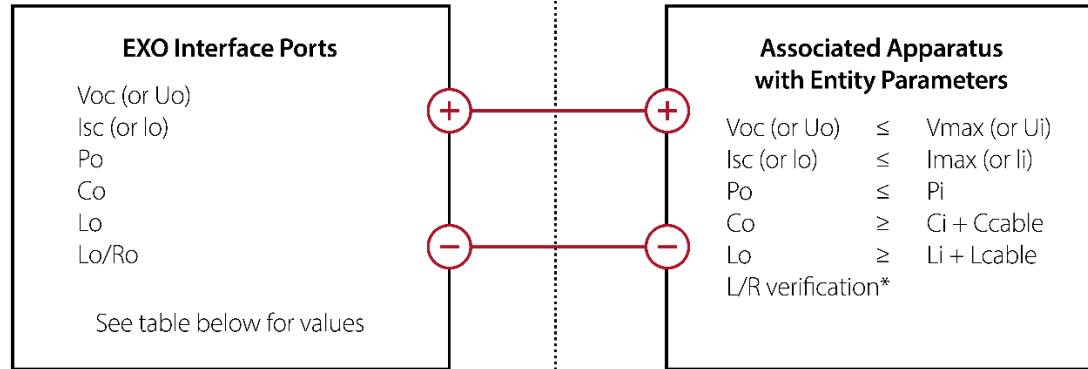 EXO Interface Ports
Voc (or Uo)
Isc (or Io)
Po
Co
Lo
Lo/Ro
See table below for values
+
−
+
−
Associated Apparatus
with Entity Parameters
Voc (or Uo) ≤ Vmax (or Ui)
Isc (or Io) ≤ Imax (or Ii)
Po ≤ Pi
Co ≥ Ci + Ccable
Lo ≥ Li + Lcable
L/R verification*